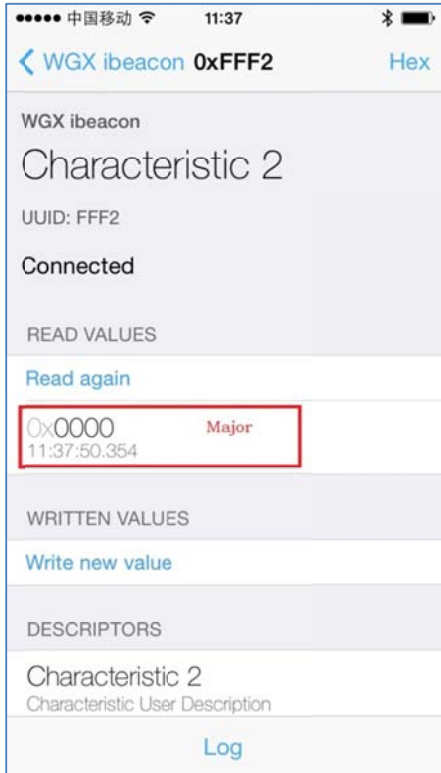 中国移动 11:37
WGX ibeacon 0xFFF2 Hex
WGX ibeacon
Characteristic 2
UUID: FFF2
Connected
READ VALUES
Read again
0x0000 Major
11:37:50.354
WRITTEN VALUES
Write new value
DESCRIPTORS
Characteristic 2
Characteristic User Description
Log